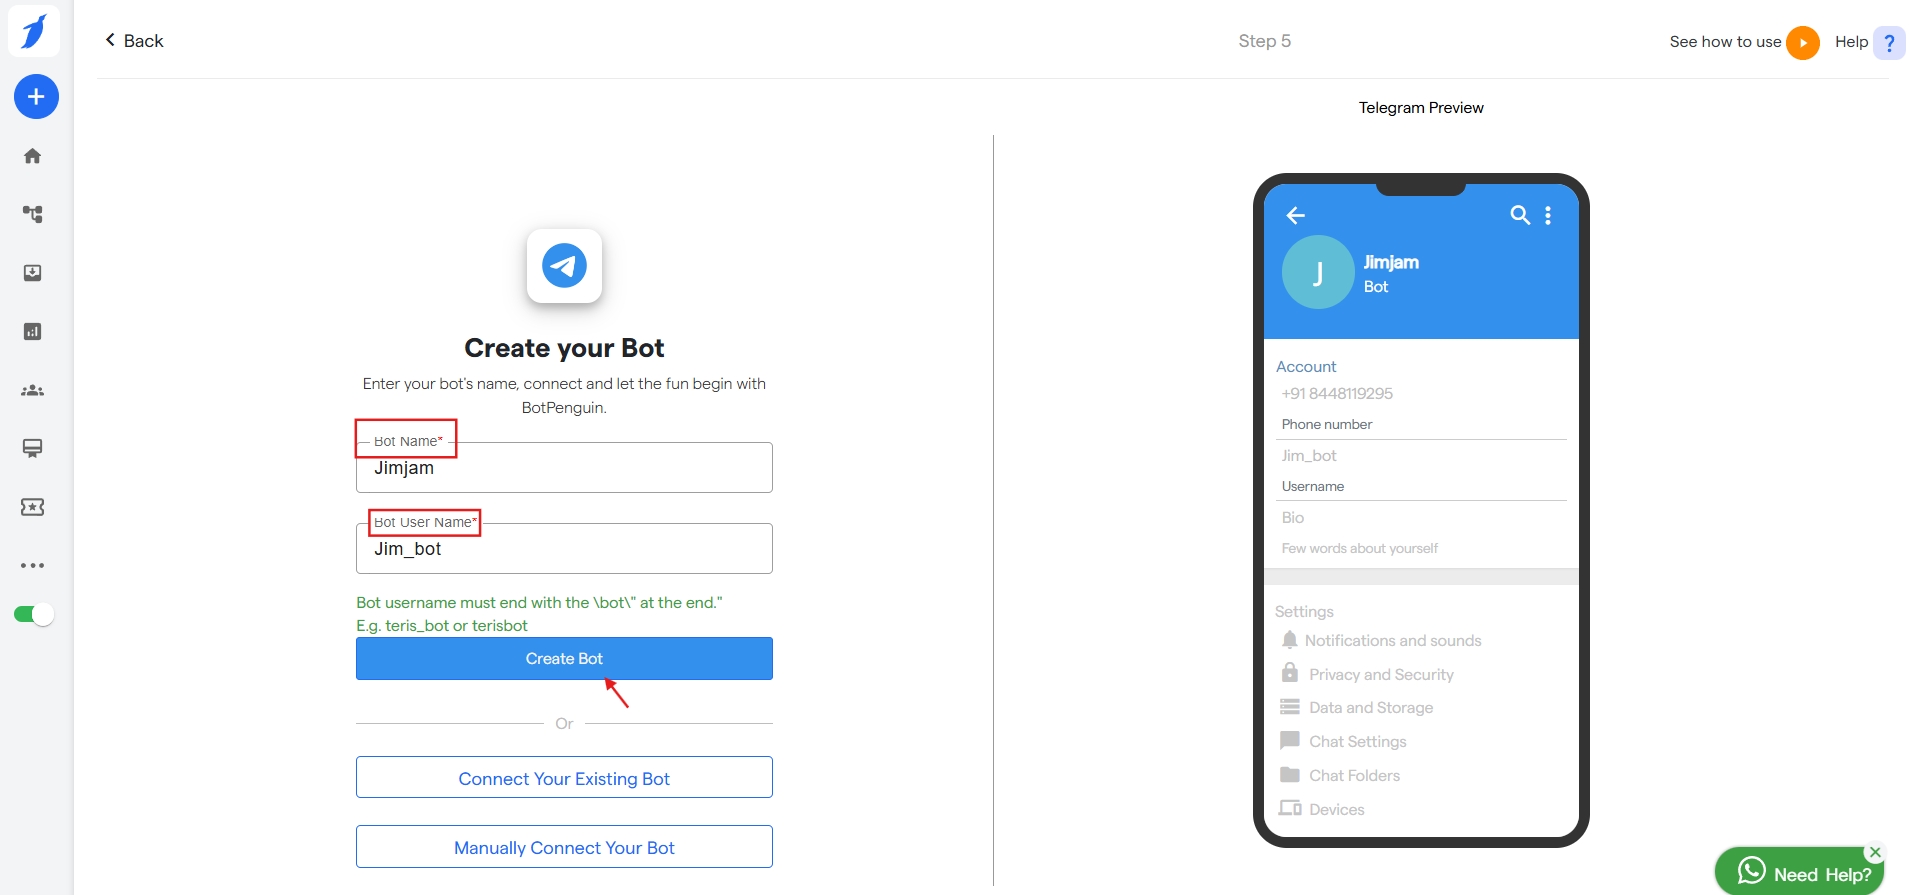 Back
Step 5
See how to use
Help ?
Telegram Preview
Create your Bot
Enter your bot's name, connect and let the fun begin with
BotPenguin.
Bot Name*
Jimjam
Bot User Name*
Jim_bot
Bot username must end with the \bot\" at the end."
E.g. teris_bot or terisbot
Create Bot
Or
Connect Your Existing Bot
Manually Connect Your Bot
J
Jimjam
Bot
Account
+91 8448119295
Phone number
Jim_bot
Username
Bio
Few words about yourself
Settings
Notifications and sounds
Privacy and Security
Data and Storage
Chat Settings
Chat Folders
Devices
Need Help?